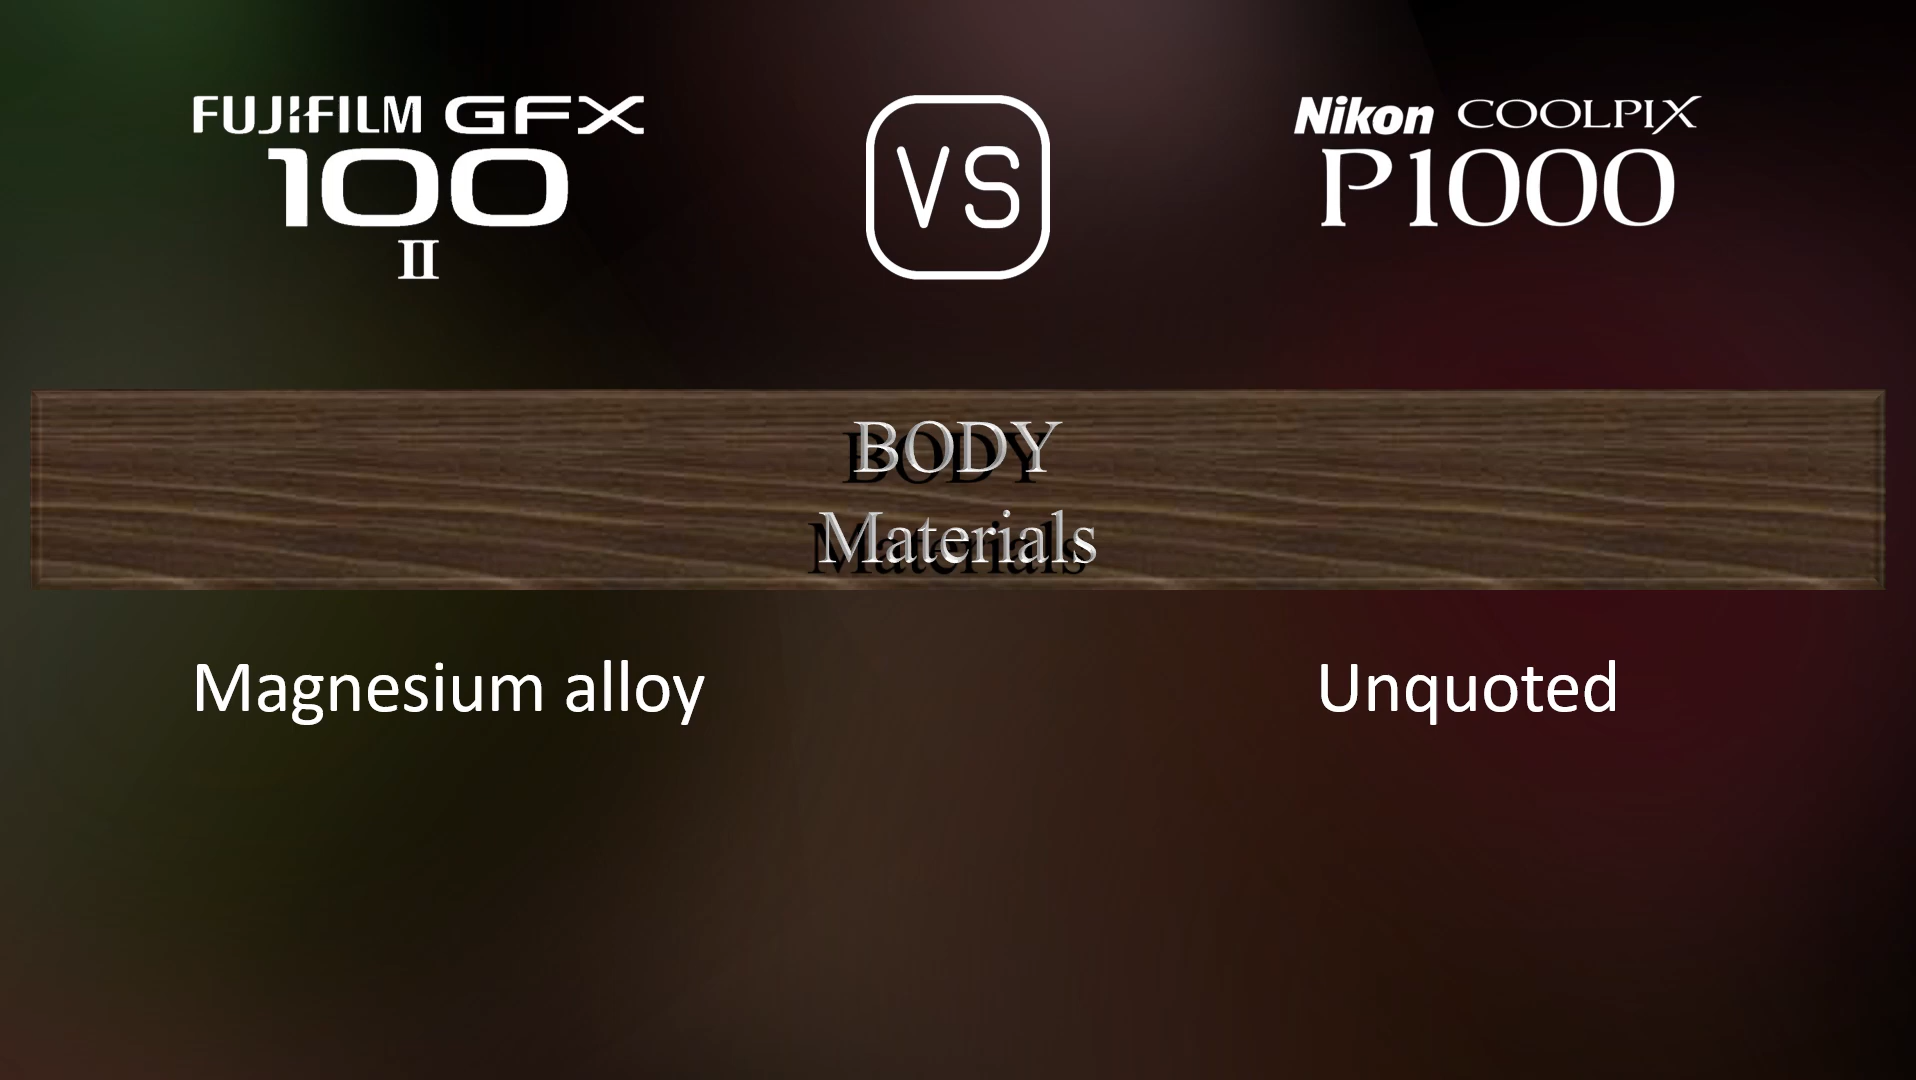 FUJIFILM GFX
100
II
VS
Nikon COOLPIX
P1000
BODY
Materials
Magnesium alloy
Unquoted